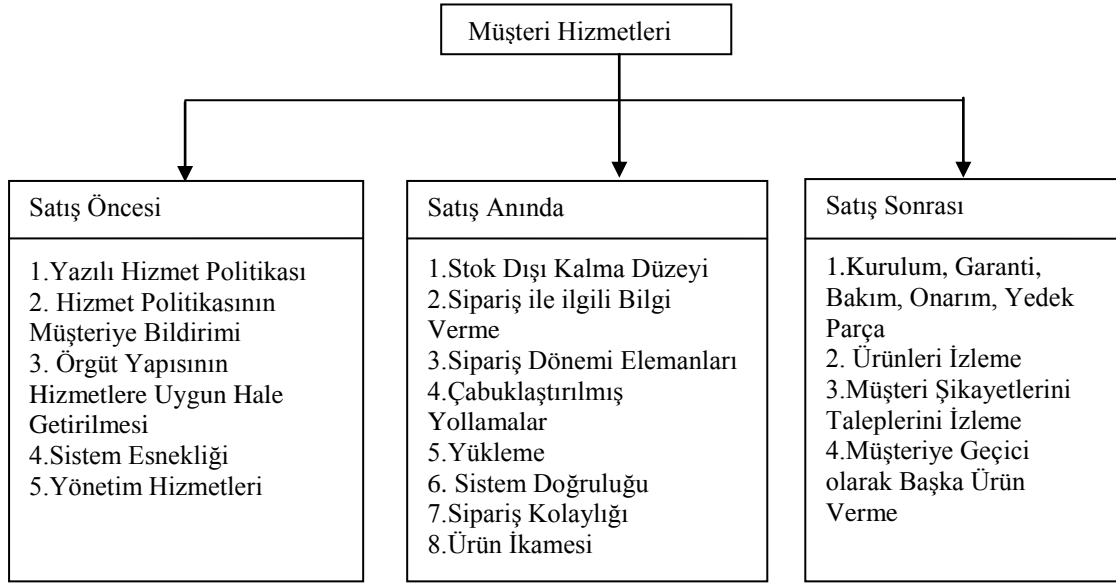 Müşteri Hizmetleri
Satış Öncesi
1.Yazılı Hizmet Politikası
2. Hizmet Politikasının
Müşteriye Bildirimi
3. Örgüt Yapısının
Hizmetlere Uygun Hale
Getirilmesi
4.Sistem Esnekliği
5.Yönetim Hizmetleri
Satış Anında
1.Stok Dışı Kalma Düzeyi
2.Sipariş ile ilgili Bilgi
Verme
3.Sipariş Dönemi Elemanları
4.Çabuklaştırılmış
Yollamalar
5.Yükleme
6. Sistem Doğruluğu
7.Sipariş Kolaylığı
8.Ürün İkamesi
Satış Sonrası
1.Kurulum, Garanti,
Bakım, Onarım, Yedek
Parça
2. Ürünleri İzleme
3.Müşteri Şikayetlerini
Taleplerini İzleme
4.Müşteriye Geçici
olarak Başka Ürün
Verme